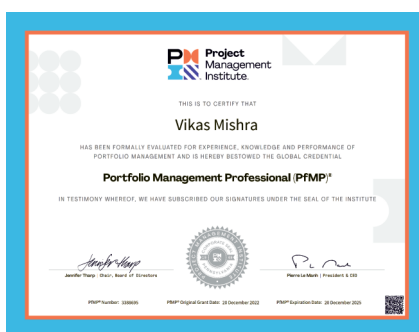 Project
Management
Institute.
THIS IS TO CERTIFY THAT
Vikas Mishra
HAS BEEN FORMALLY EVALUATED FOR EXPERIENCE, KNOWLEDGE AND PERFORMANCE OF
PORTFOLIO MANAGEMENT AND IS HEREBY BESTOWED THE GLOBAL CREDENTIAL
Portfolio Management Professional (PfMP)®
IN TESTIMONY WHEREOF, WE HAVE SUBSCRIBED OUR SIGNATURES UNDER THE SEAL OF THE INSTITUTE
Jennifer Tharp | Chair, Board of Directors
Pierre Le Manh | President & CEO
PfMP® Number: 3398695
PfMP® Original Grant Date: 28 December 2022
PfMP® Expiration Date: 28 December 2025